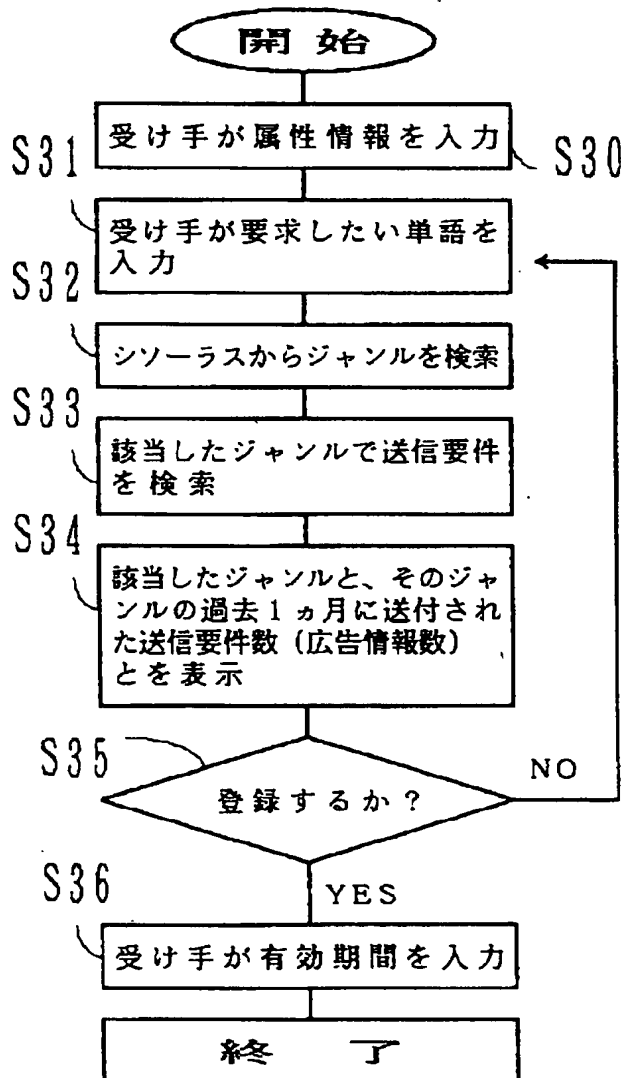 開始
受け手が属性情報を入力
S30
S31
受け手が要求したい単語を
入力
S32
シソーラスからジャンルを検索
S33
該当したジャンルで送信要件
を検索
S34
該当したジャンルと、そのジャ
ンルの過去1ヵ月に送付され
た送信要件数（広告情報数）
とを表示
S35
登録するか？
NO
YES
S36
受け手が有効期間を入力
終了